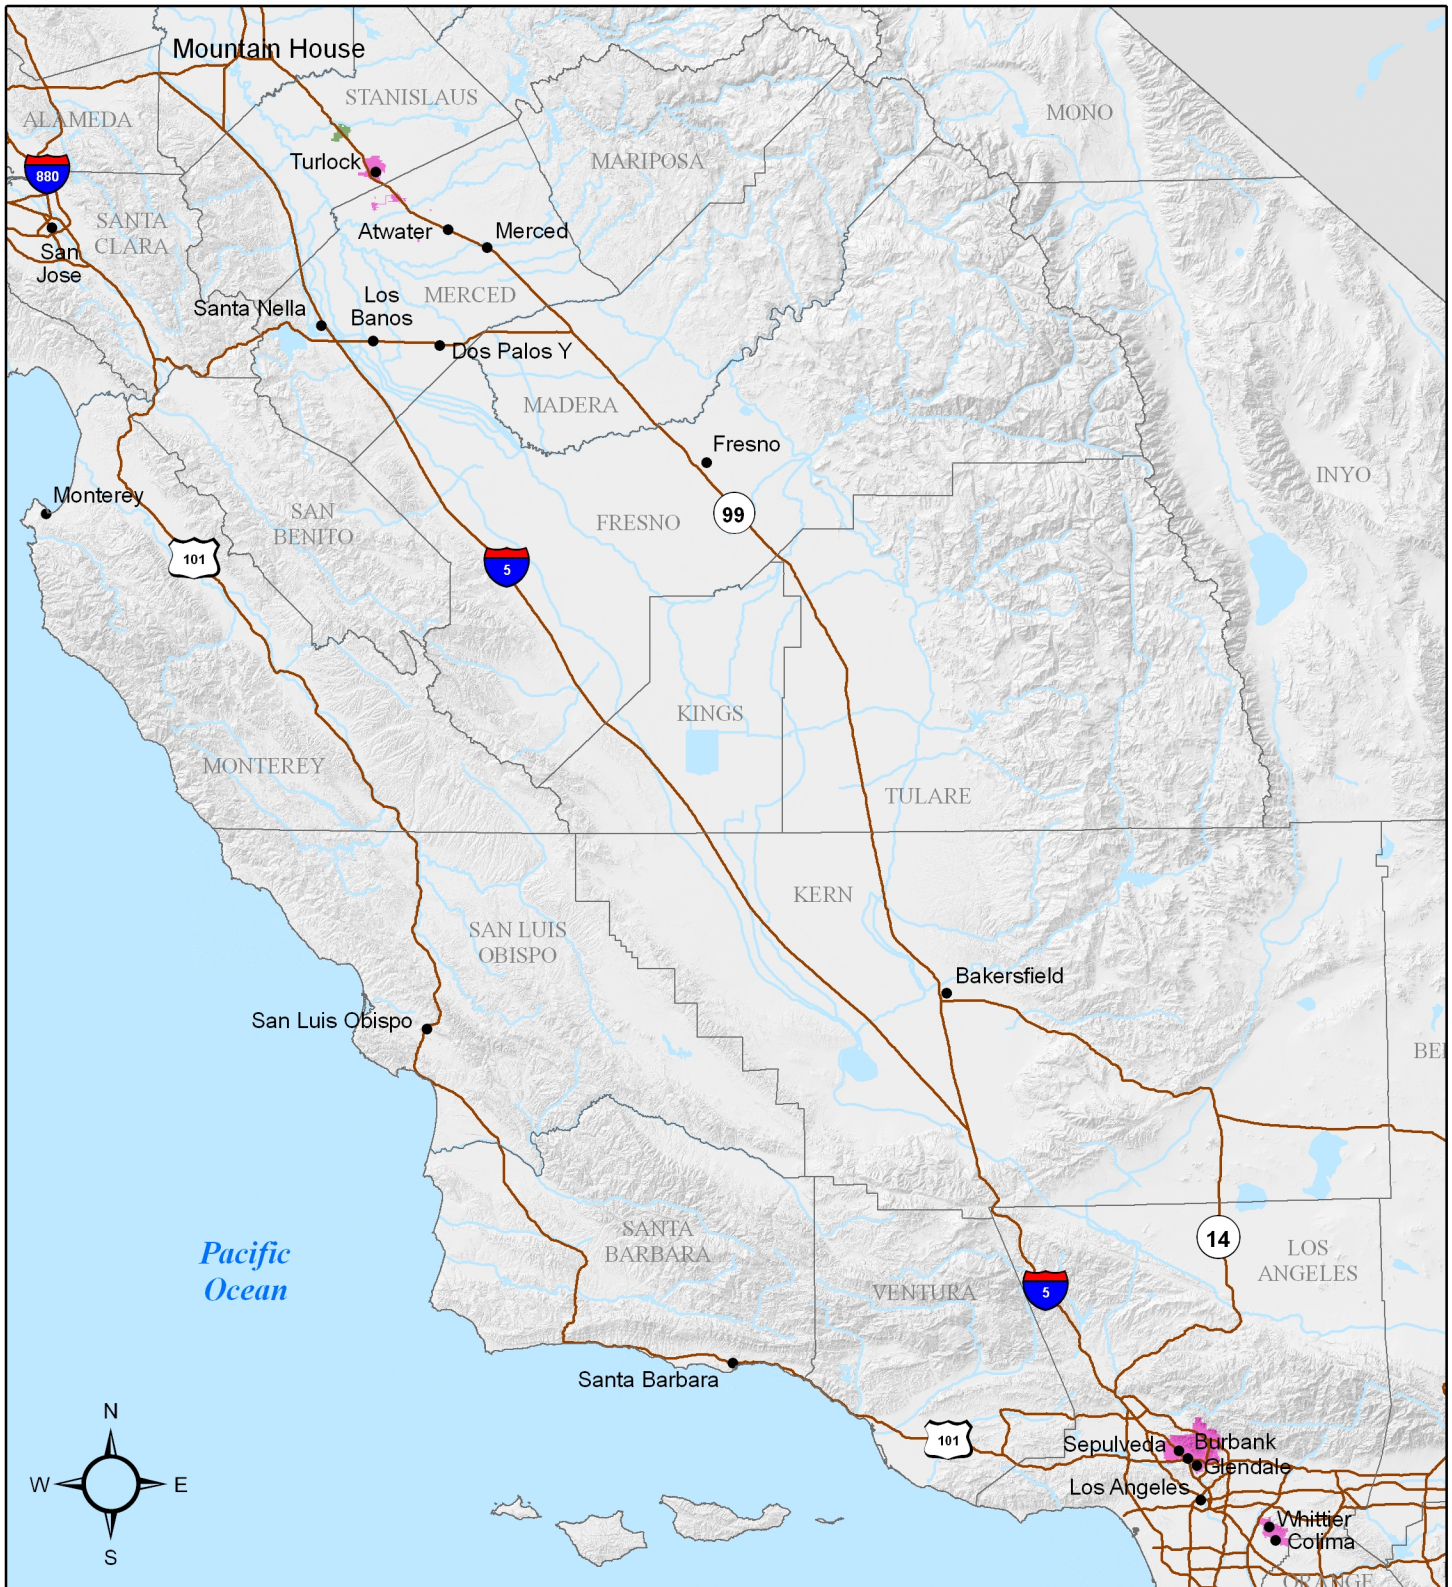 Mountain House
STANISLAUS
ALAMEDA
MONO
Turlock
MARIPOSA
880
SANTA
CLARA
Atwater
Merced
San
Jose
Santa Nella
Los
Banos
MERCED
Dos Palos Y
MADERA
Fresno
INYO
Monterey
SAN
BENITO
FRESNO
99
101
5
KINGS
MONTEREY
TULARE
KERN
SAN LUIS
OBISPO
Bakersfield
San Luis Obispo
BE
Pacific
Ocean
SANTA
BARBARA
14
LOS
ANGELES
VENTURA
5
Santa Barbara
N
W
E
S
101
Sepulveda
Burbank
Glendale
Los Angeles
Whittier
Colima
ORANGE